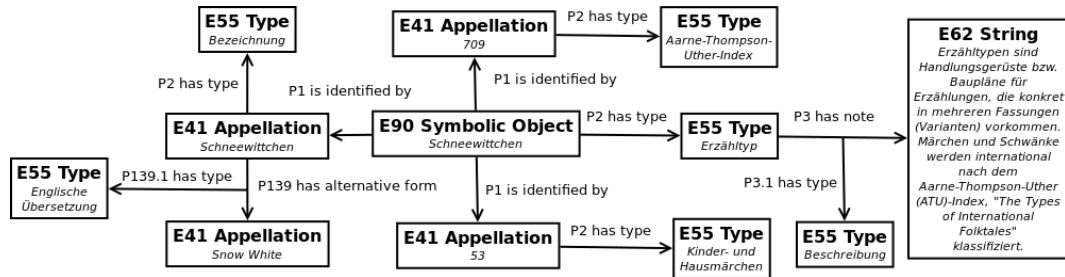 E55 Type
Bezeichnung
P2 has type
E41 Appellation
709
P2 has type
E55 Type
Aarne-Thompson-
Uther-Index
P1 is identified by
P1 is identified by
E41 Appellation
Schneewittchen
E90 Symbolic Object
Schneewittchen
P2 has type
E55 Type
Erzähltyp
P3 has note
E62 String
Erzähltypen sind
Handlungsgerüste bzw.
Baupläne für
Erzählungen, die konkret
in mehreren Fassungen
(Varianten) vorkommen.
Märchen und Schwänke
werden international
nach dem
Aarne-Thompson-Uther
(ATU)-Index, "The Types
of International
Folktales"
klassifiziert.
P3.1 has type
E55 Type
Beschreibung
E55 Type
Englische
Übersetzung
P139.1 has type
P139 has alternative form
E41 Appellation
Snow White
P1 is identified by
E41 Appellation
53
P2 has type
E55 Type
Kinder- und
Hausmärchen